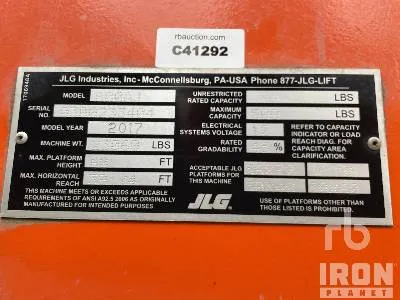 rbauction.com
C41292
1706948A
JLG Industries, Inc - McConnellsburg, PA-USA Phone 877-JLG-LIFT
MODEL
SERIAL NO.
MODEL YEAR 2017
MACHINE WT. LBS
MAX. PLATFORM HEIGHT FT
MAX. HORIZONTAL REACH FT
THIS MACHINE MEETS OR EXCEEDS APPLICABLE
REQUIREMENTS OF ANSI A92.5 2006 AS ORIGINALLY
MANUFACTURED FOR
UNRESTRICTED RATED CAPACITY LBS
MAXIMUM CAPACITY LBS
ELECTRICAL SYSTEMS VOLTAGE
RATED GRADEABILITY %
REFER TO CAPACITY
INDICATOR OR LOAD
REACH DIAG. FOR
CAPACITY AREA
CLARIFICATION.
ACCEPTABLE JLG
PLATFORMS FOR
THIS MACHINE
JLG
USE OF PLATFORMS OTHER THAN
THOSE LISTED IS PROHIBITED.
rb
IRON
PLANET